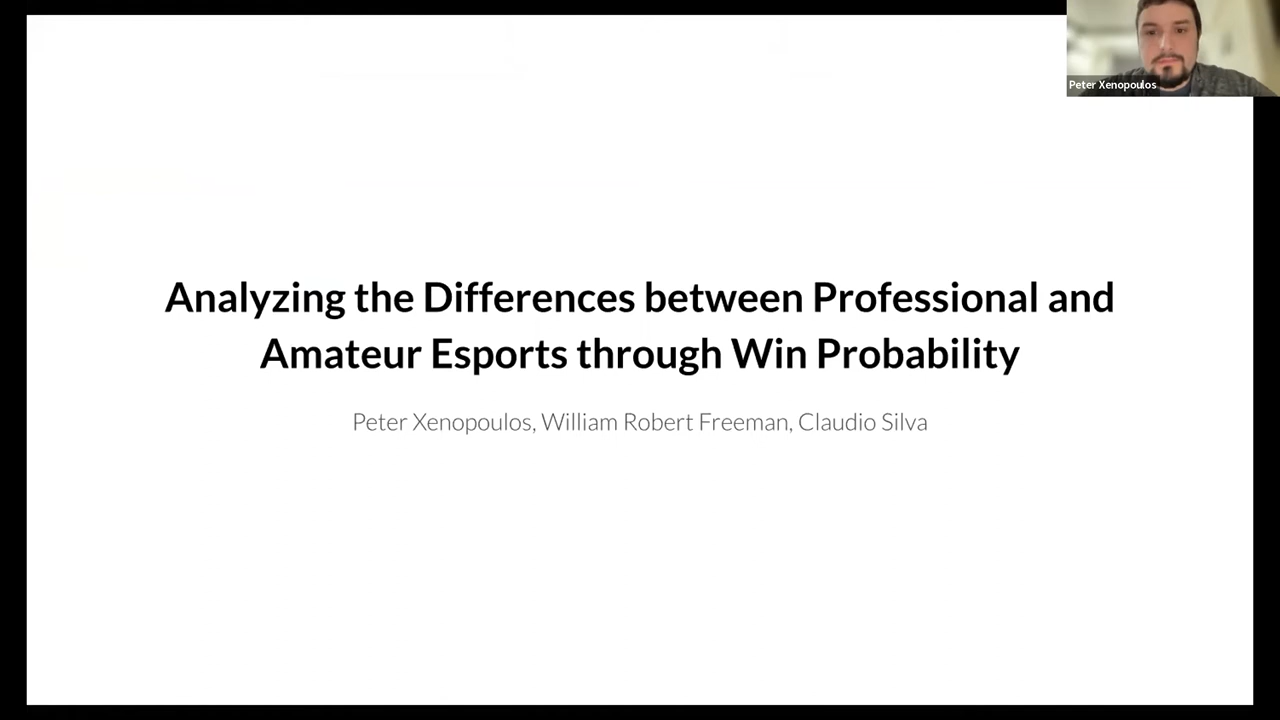 Peter Xenopoulos
Analyzing the Differences between Professional and
Amateur Esports through Win Probability
Peter Xenopoulos, William Robert Freeman, Claudio Silva